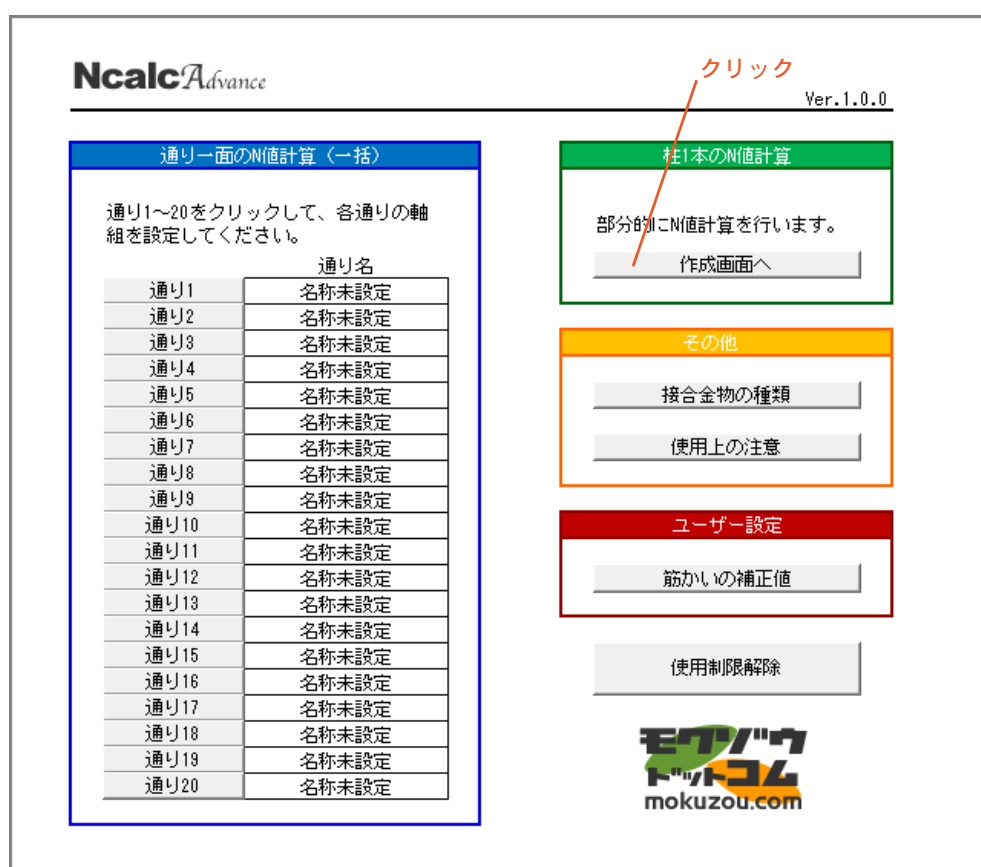 NcalcAdvance
クリック
Ver.1.0.0
通り一面のN値計算（一括）
通り1～20をクリックして、各通りの軸
組を設定してください。
通り名
通り1 名称未設定
通り2 名称未設定
通り3 名称未設定
通り4 名称未設定
通り5 名称未設定
通り6 名称未設定
通り7 名称未設定
通り8 名称未設定
通り9 名称未設定
通り10 名称未設定
通り11 名称未設定
通り12 名称未設定
通り13 名称未設定
通り14 名称未設定
通り15 名称未設定
通り16 名称未設定
通り17 名称未設定
通り18 名称未設定
通り19 名称未設定
通り20 名称未設定
柱1本のN値計算
部分的にN値計算を行います。
作成画面へ
その他
接合金物の種類
使用上の注意
ユーザー設定
筋かいの補正値
使用制限解除
モクゾウ
ドットコム
mokuzou.com